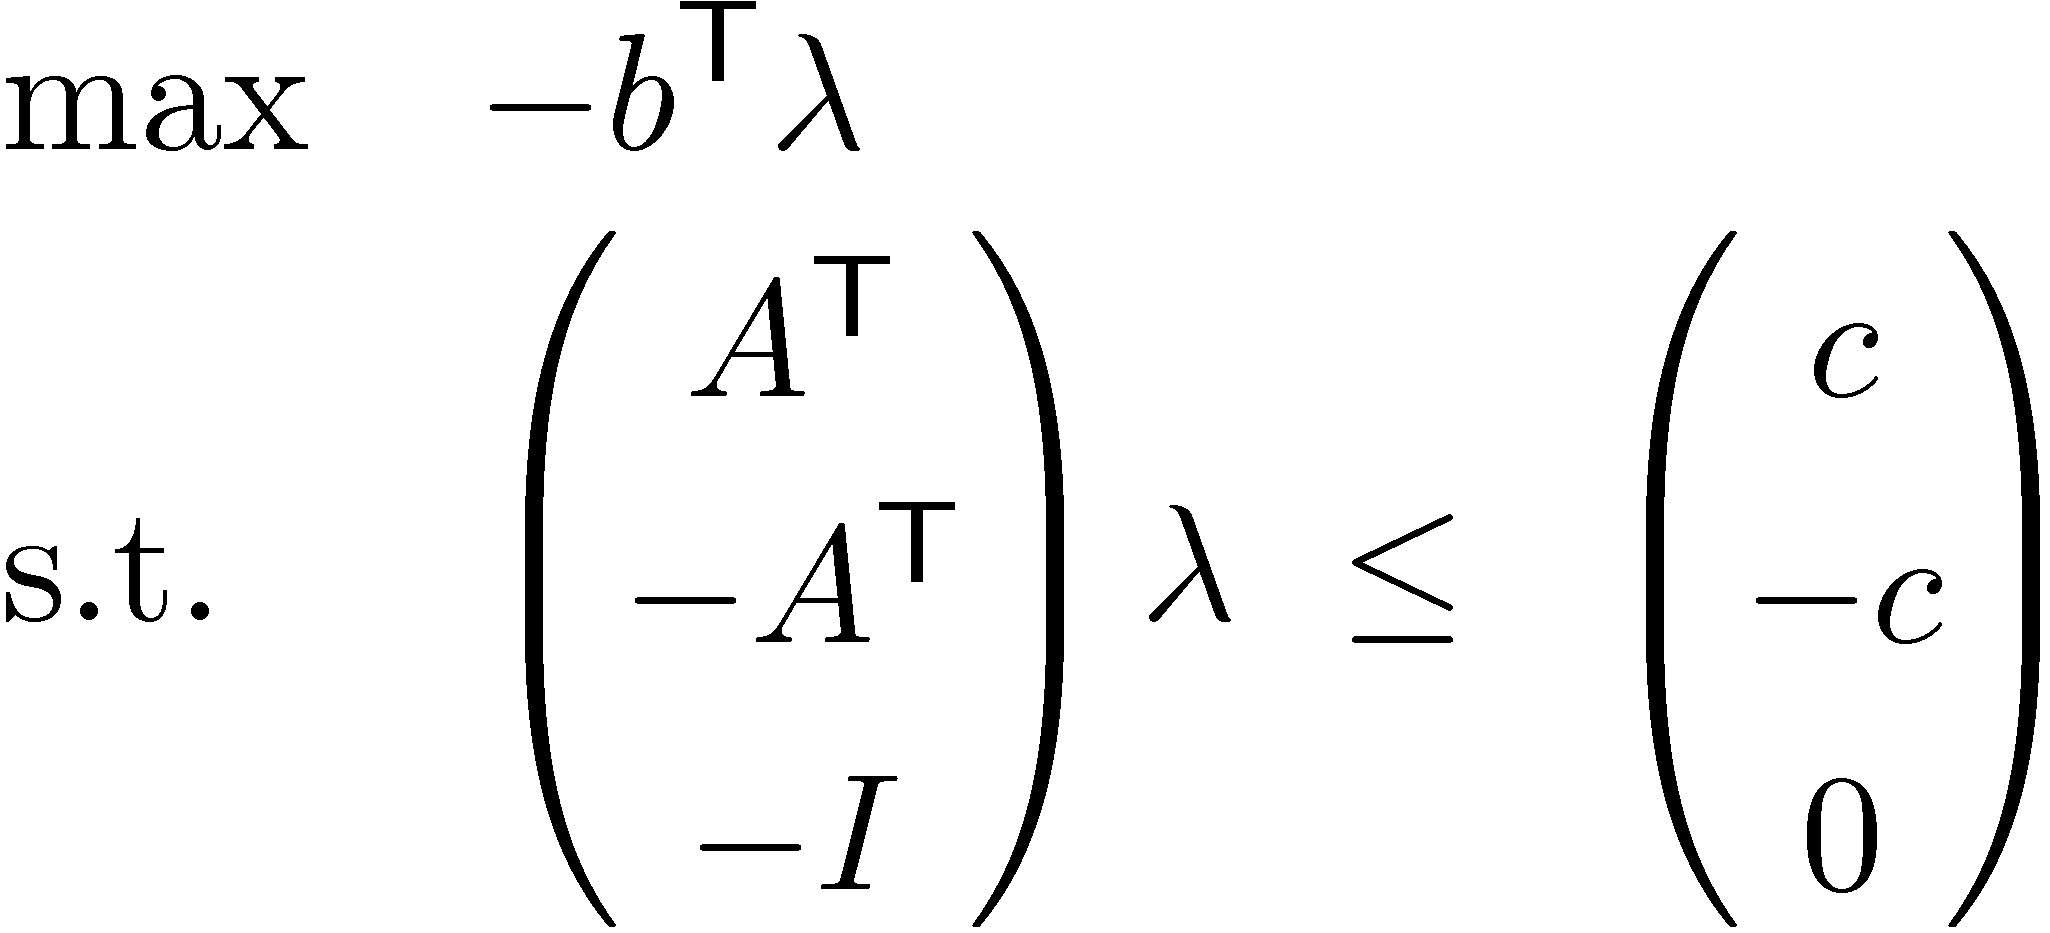 max −b⊤λ
s.t. (A⊤ −A⊤ −I) λ ≤ (c −c 0)